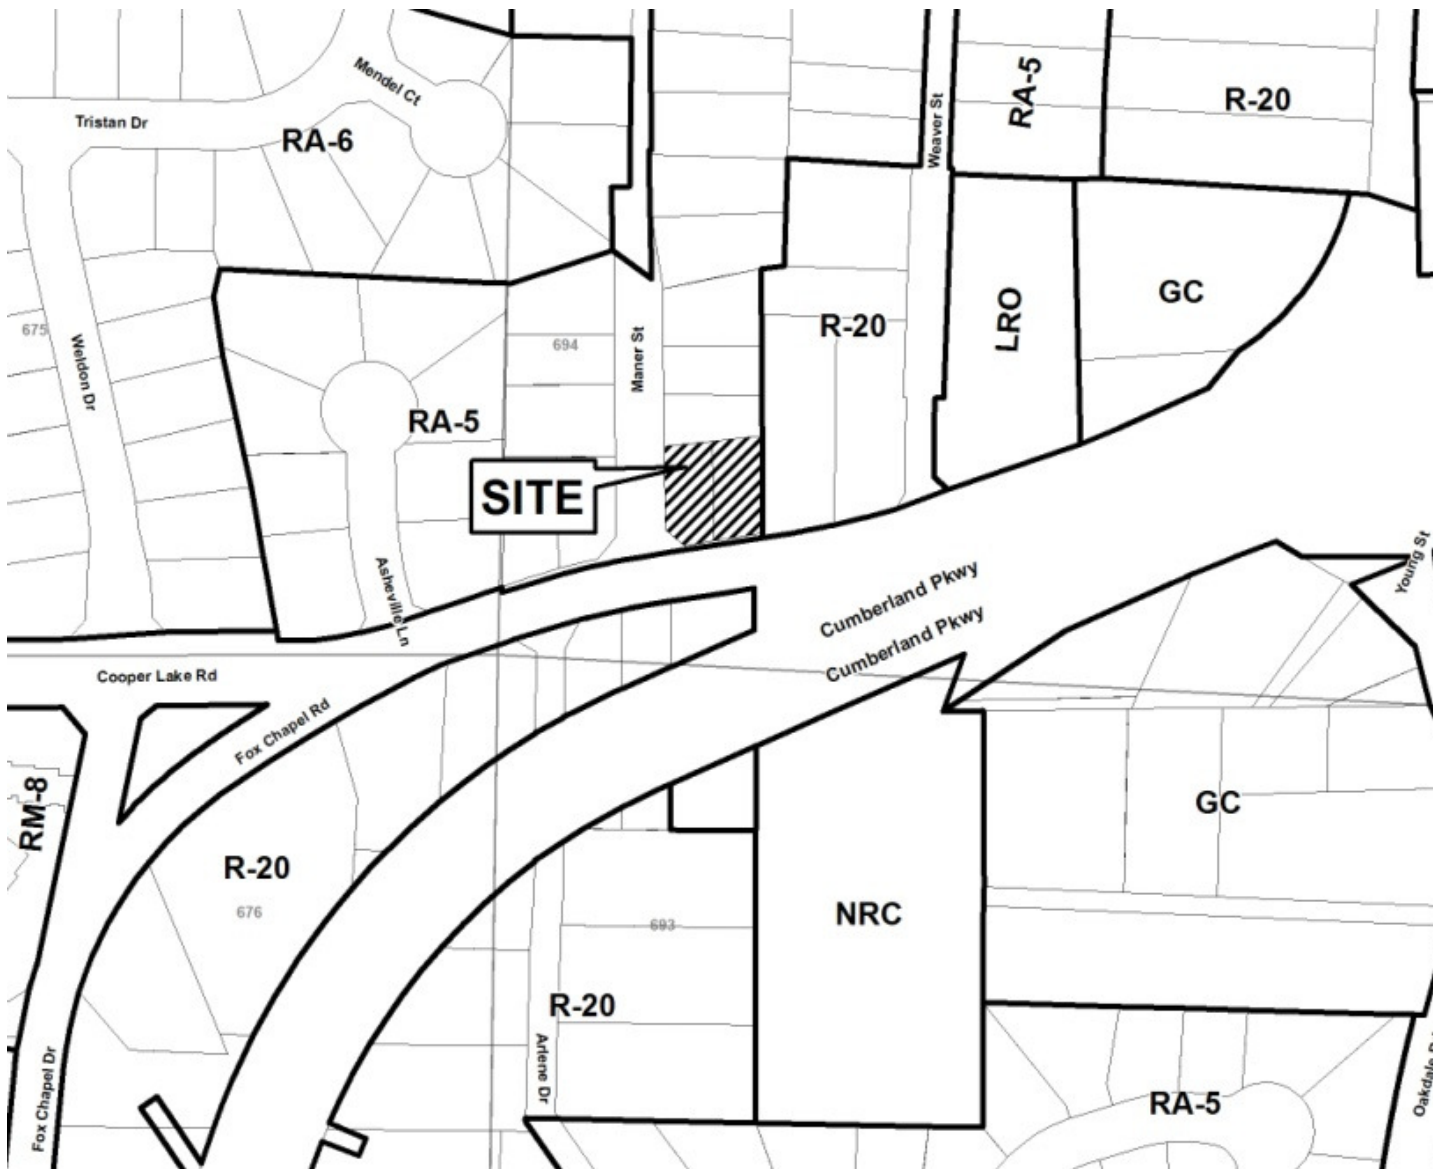 Mendel Ct
Tristan Dr
RA-6
Weaver St
RA-5
R-20
675
Weldon Dr
694
Maner St
R-20
LRO
GC
RA-5
SITE
Asheville Ln
Cumberland Pkwy
Cumberland Pkwy
Young St
Cooper Lake Rd
Fox Chapel Rd
RM-8
R-20
676
693
NRC
GC
R-20
Arlene Dr
Fox Chapel Dr
RA-5
Oakdale